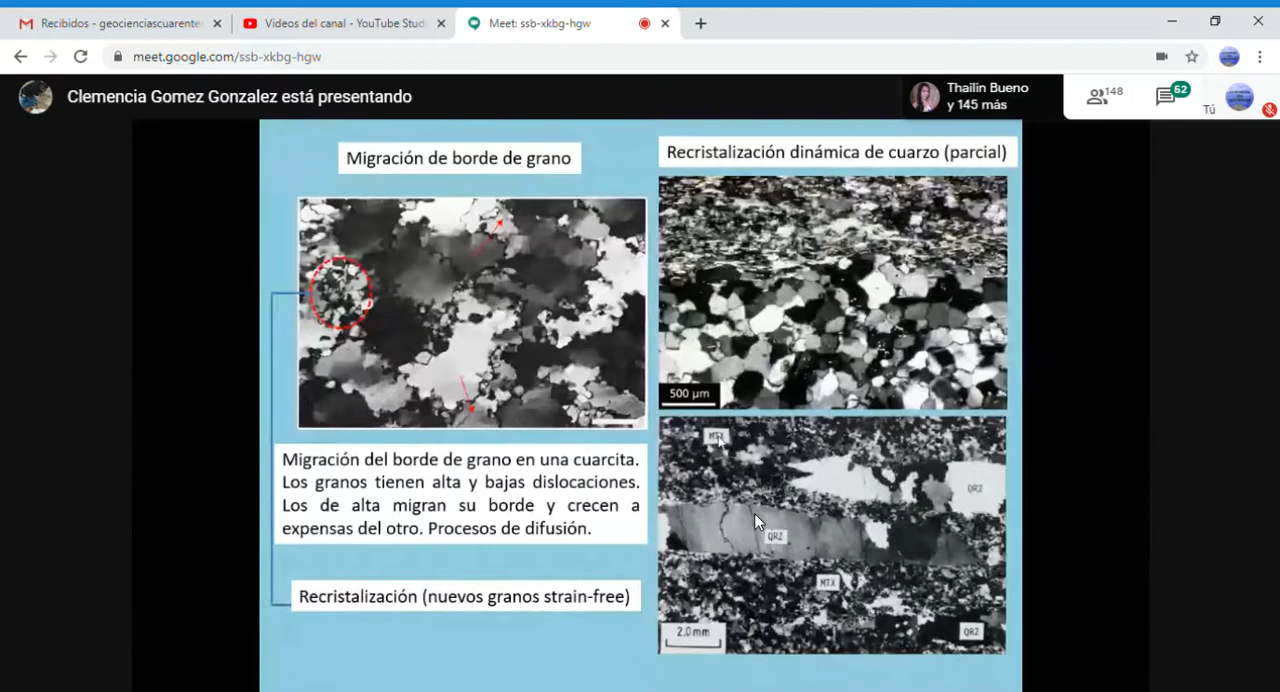 Recibidos - geocienciascuarente
Videos del canal - YouTube Studi
Meet: ssb-xkbg-hgw
meet.google.com/ssb-xkbg-hgw
Clemencia Gomez Gonzalez está presentando
Thailin Bueno
y 145 más
148
52
Tú
Migración de borde de grano
Recristalización dinámica de cuarzo (parcial)
500 µm
Migración del borde de grano en una cuarcita.
Los granos tienen alta y bajas dislocaciones.
Los de alta migran su borde y crecen a
expensas del otro. Procesos de difusión.
Recristalización (nuevos granos strain-free)
MTX
QRZ
QRZ
MTX
2.0mm
QRZ